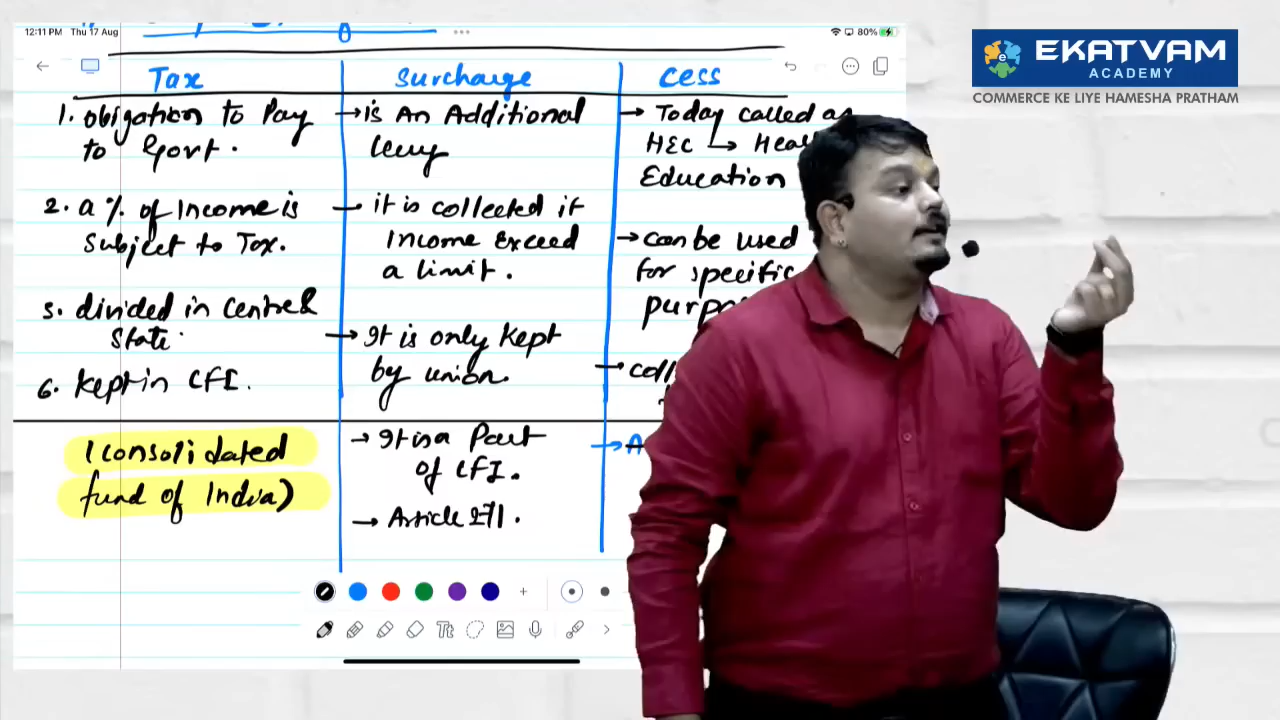 12:11 PM Thu 17 Aug
80%
EKATVAM
ACADEMY
COMMERCE KE LIYE HAMESHA PRATHAM
Tax
Surcharge
Cess
1. obligation to Pay
to Govt.
→ is An Additional
levy
→ Today called as
HEC ↳ Heal
Education
2. a % of Income is
Subject to Tax.
→ it is collected if
Income Exceed
a limit.
→ can be used
for specific
purpo
5. divided in Centre &
State.
→ It is only Kept
by union.
→ coll
6. Kept in CFI.
(Consolidated
fund of India)
→ It is a Part
of CFI.
→ A
→ Article 271.
Tt